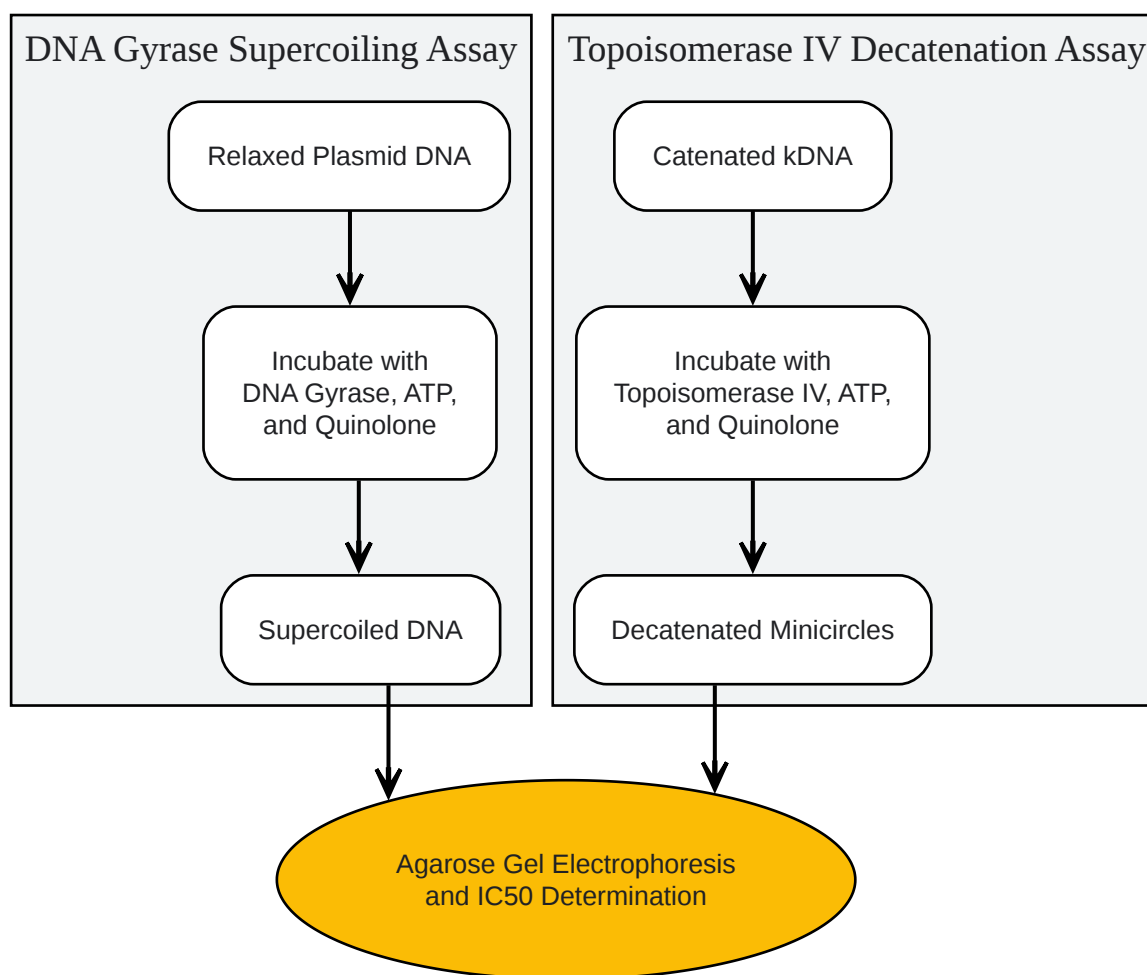 DNA Gyrase Supercoiling Assay
Relaxed Plasmid DNA
Incubate with
DNA Gyrase, ATP,
and Quinolone
Supercoiled DNA
Topoisomerase IV Decatenation Assay
Catenated kDNA
Incubate with
Topoisomerase IV, ATP,
and Quinolone
Decatenated Minicircles
Agarose Gel Electrophoresis
and IC50 Determination